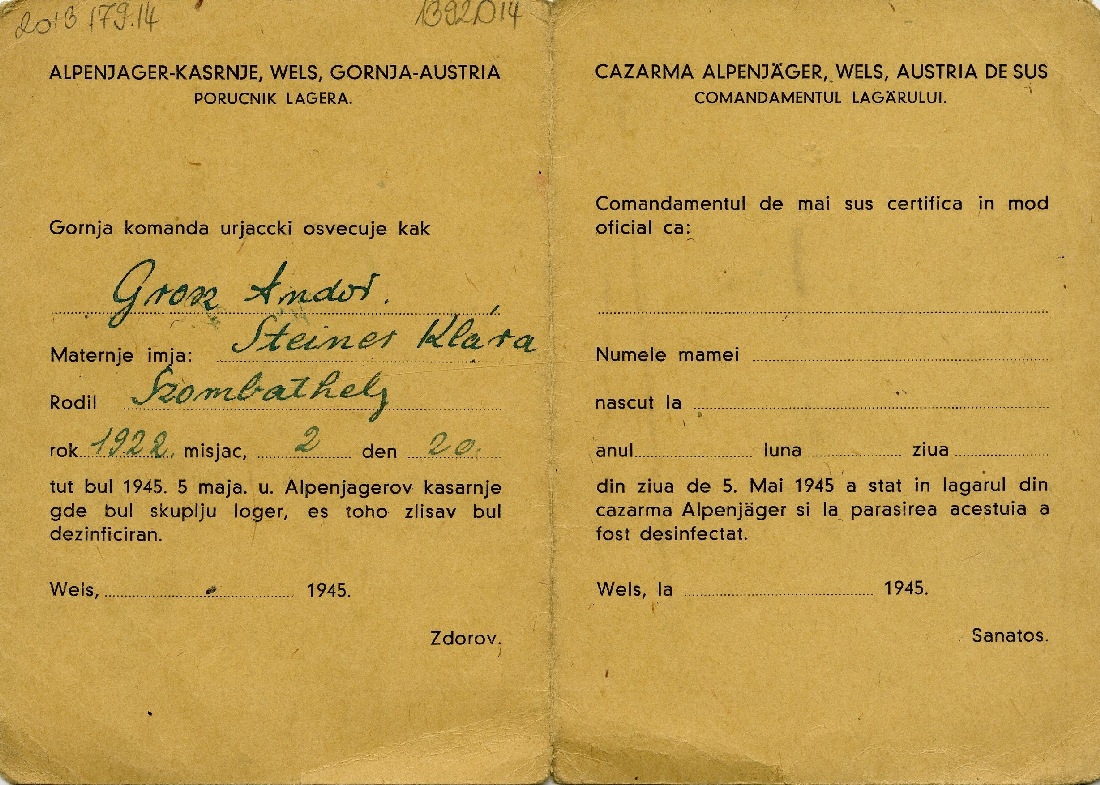 2013 179.14
1392D14
ALPENJAGER-KASRNJE, WELS, GORNJA-AUSTRIA
PORUCNIK LAGERA.
Gornja komanda urjaccki osvecuje kak
Grosz Andor.
Maternje imja: Steiner Klára
Rodil Szombathely
rok 1922. misjac, 2 den 20.
tut bul 1945. 5 maja. u. Alpenjagerov kasarnje
gde bul skuplju loger, es toho zlisav bul
dezinficiran.
Wels, 1945.
Zdorov.
CAZARMA ALPENJÄGER, WELS, AUSTRIA DE SUS
COMANDAMENTUL LAGÄRULUI.
Comandamentul de mai sus certifica in mod
oficial ca:
Numele mamei
nascut la
anul luna ziua
din ziua de 5. Mai 1945 a stat in lagarul din
cazarma Alpenjäger si la parasirea acestuia a
fost desinfectat.
Wels, la 1945.
Sanatos.